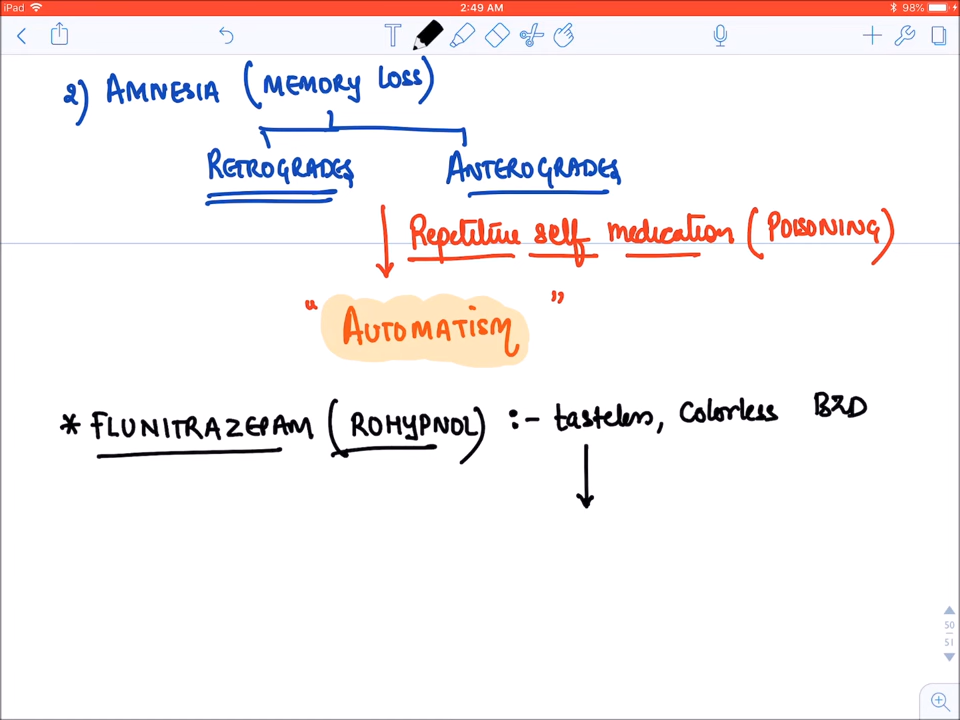 iPad 2:49 AM 98%
T
2) AMNESIA (MEMORY LOSS)
RETROGRADES ANTEROGRADES
Repetitive self medication (POISONING)
" AUTOMATISM "
* FLUNITRAZEPAM (ROHYPNOL) :- tasteless, Colorless BZD
50
51